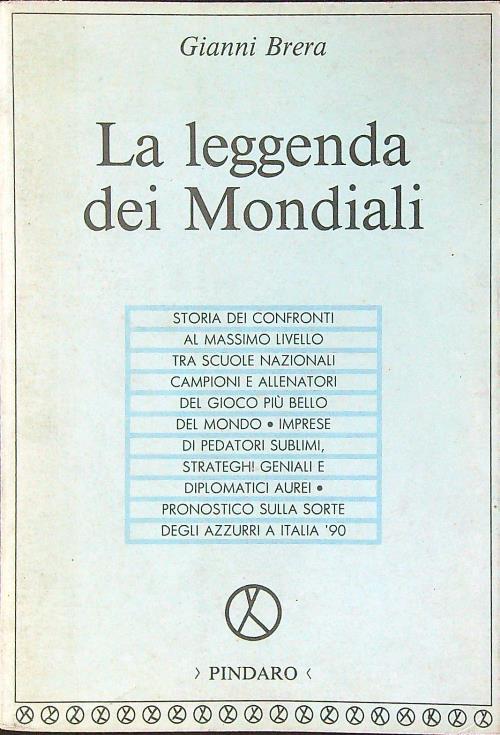 Gianni Brera
La leggenda
dei Mondiali
STORIA DEI CONFRONTI
AL MASSIMO LIVELLO
TRA SCUOLE NAZIONALI
CAMPIONI E ALLENATORI
DEL GIOCO PIÙ BELLO
DEL MONDO • IMPRESE
DI PEDATORI SUBLIMI,
STRATEGHI GENIALI E
DIPLOMATICI AUREI •
PRONOSTICO SULLA SORTE
DEGLI AZZURRI A ITALIA '90
› PINDARO ‹